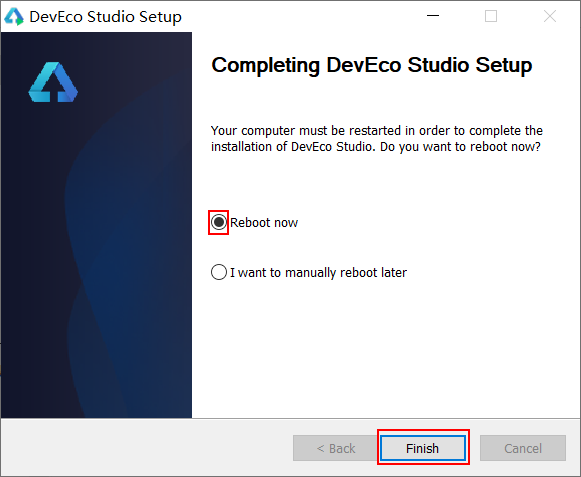 DevEco Studio Setup
Completing DevEco Studio Setup
Your computer must be restarted in order to complete the
installation of DevEco Studio. Do you want to reboot now?
Reboot now
I want to manually reboot later
< Back
Finish
Cancel